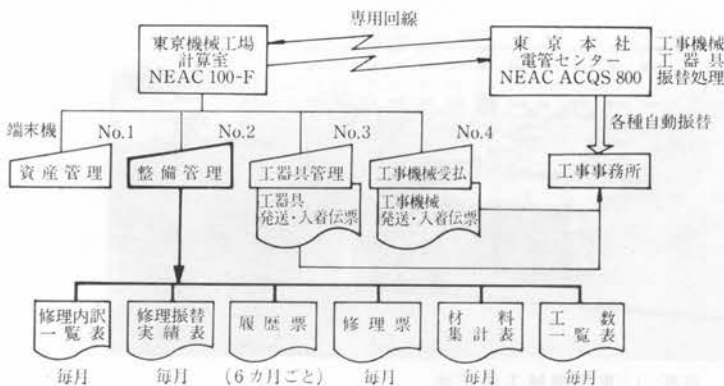 専用回線
東京機械工場
計算室
NEAC 100-F
東京本社
電管センター
NEAC ACQS 800
工事機械
工器具
振替処理
各種自動振替
端末機
No.1
No.2
No.3
No.4
資産管理
整備管理
工器具管理
工事機械受払
工事事務所
工器具
発送・入着伝票
工事機械
発送・入着伝票
修理内訳
一覧表
修理振替
実績表
履歴票
修理票
材料
集計表
工数
一覧表
毎月
毎月
(6カ月ごと)
毎月
毎月
毎月